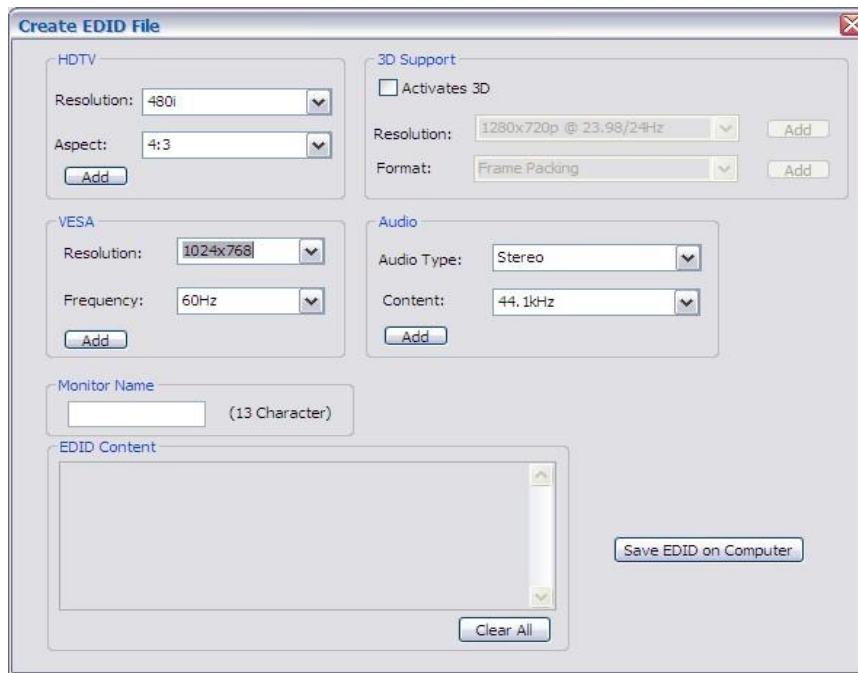 Create EDID File
HDTV
Resolution: 480i
Aspect: 4:3
Add
3D Support
Activates 3D
Resolution: 1280x720p @ 23.98/24Hz Add
Format: Frame Packing Add
VESA
Resolution: 1024x768
Frequency: 60Hz
Add
Audio
Audio Type: Stereo
Content: 44.1kHz
Add
Monitor Name
(13 Character)
EDID Content
Save EDID on Computer
Clear All